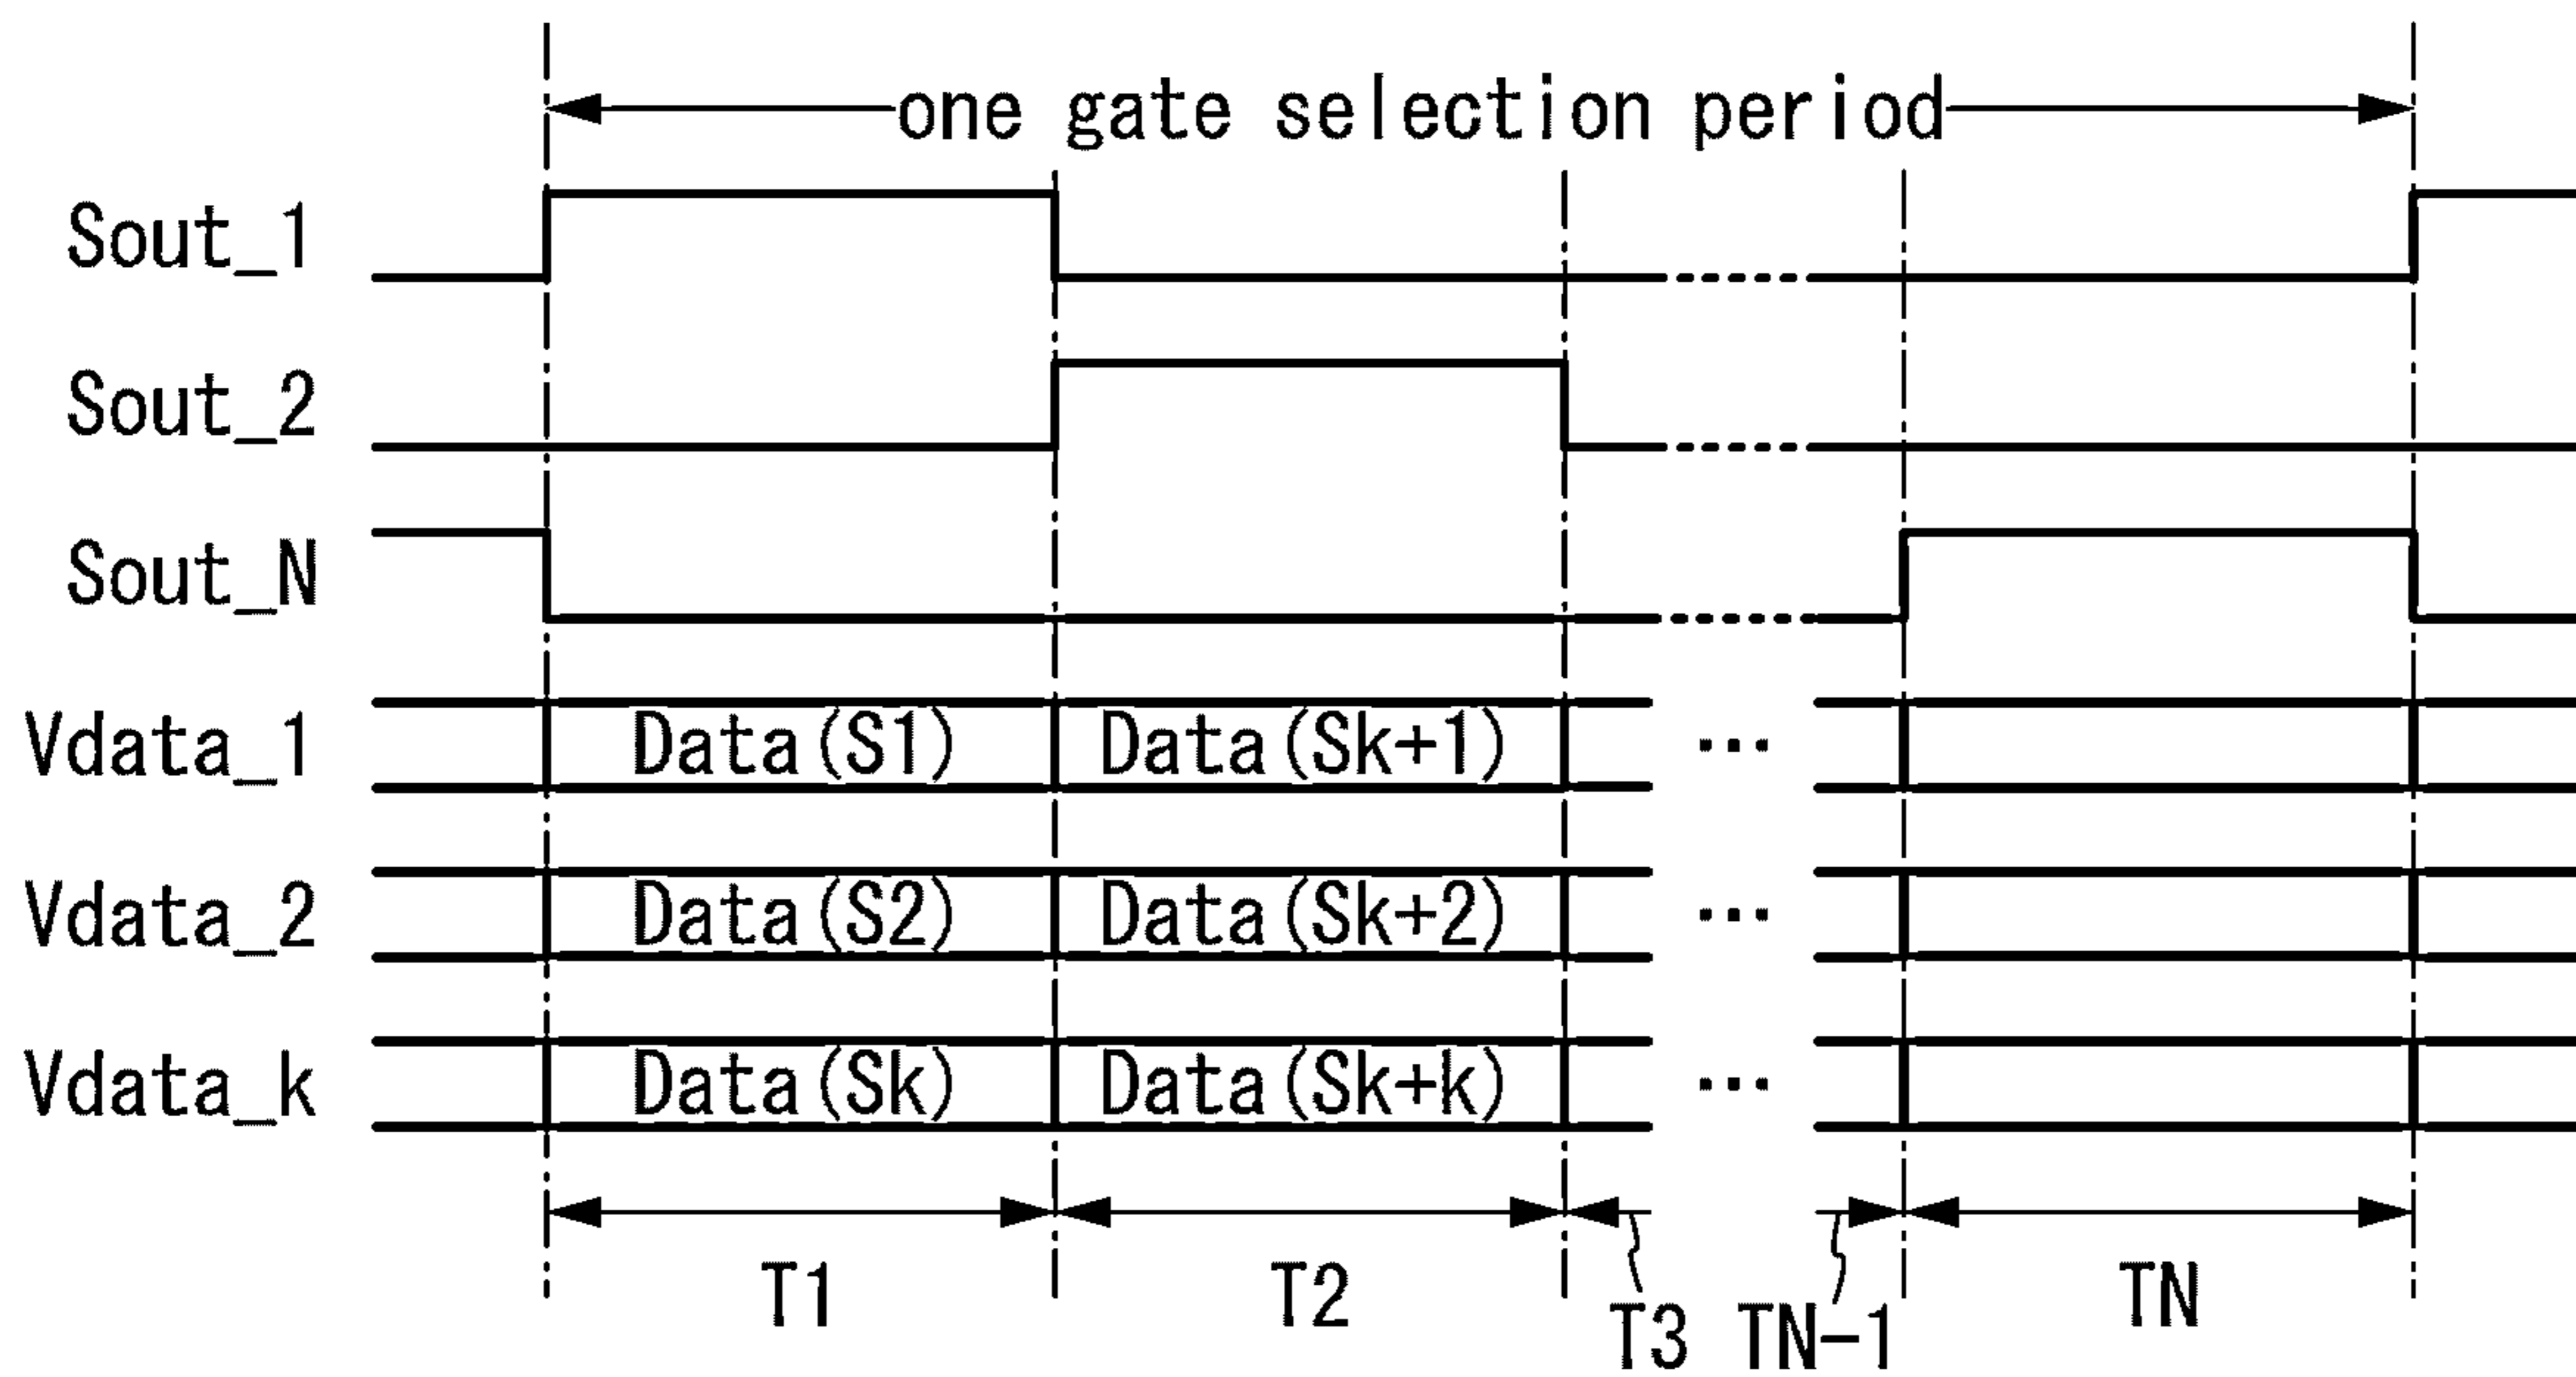 one gate selection period
Sout_1
Sout_2
Sout_N
Vdata_1 Data(S1) Data(Sk+1) ...
Vdata_2 Data(S2) Data(Sk+2) ...
Vdata_k Data(Sk) Data(Sk+k) ...
T1 T2 TN
T3 TN-1